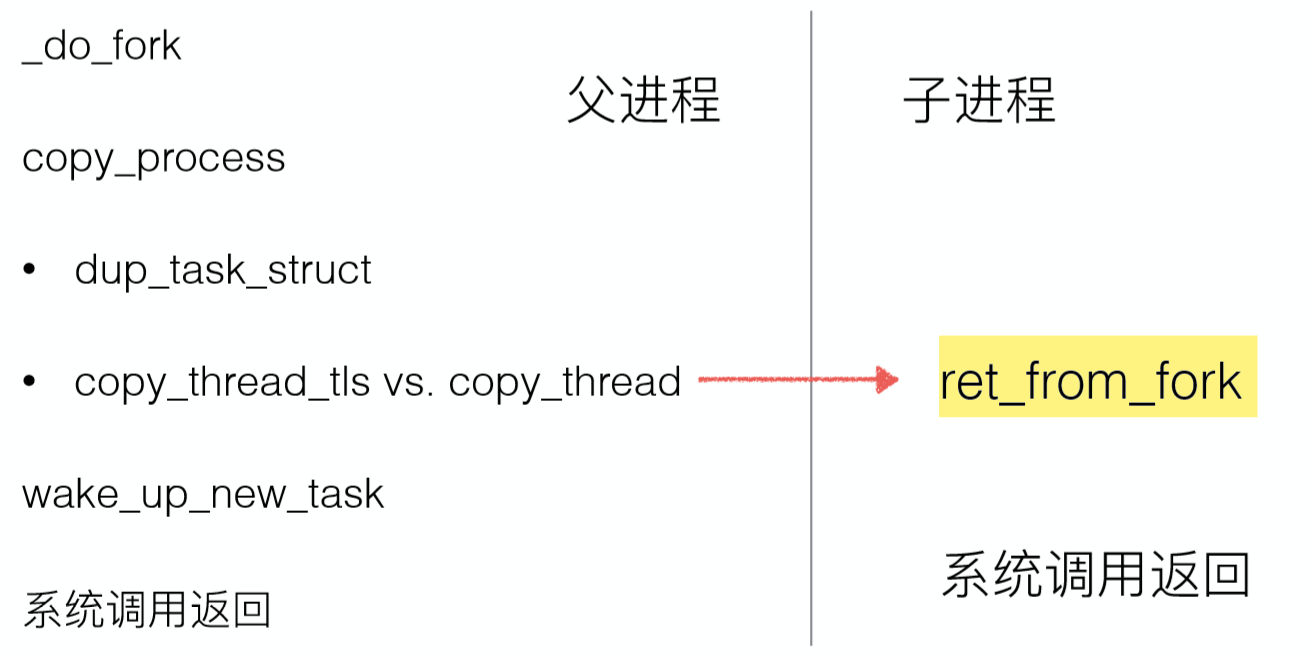 _do_fork
父进程
子进程
copy_process
• dup_task_struct
• copy_thread_tls vs. copy_thread
ret_from_fork
wake_up_new_task
系统调用返回
系统调用返回